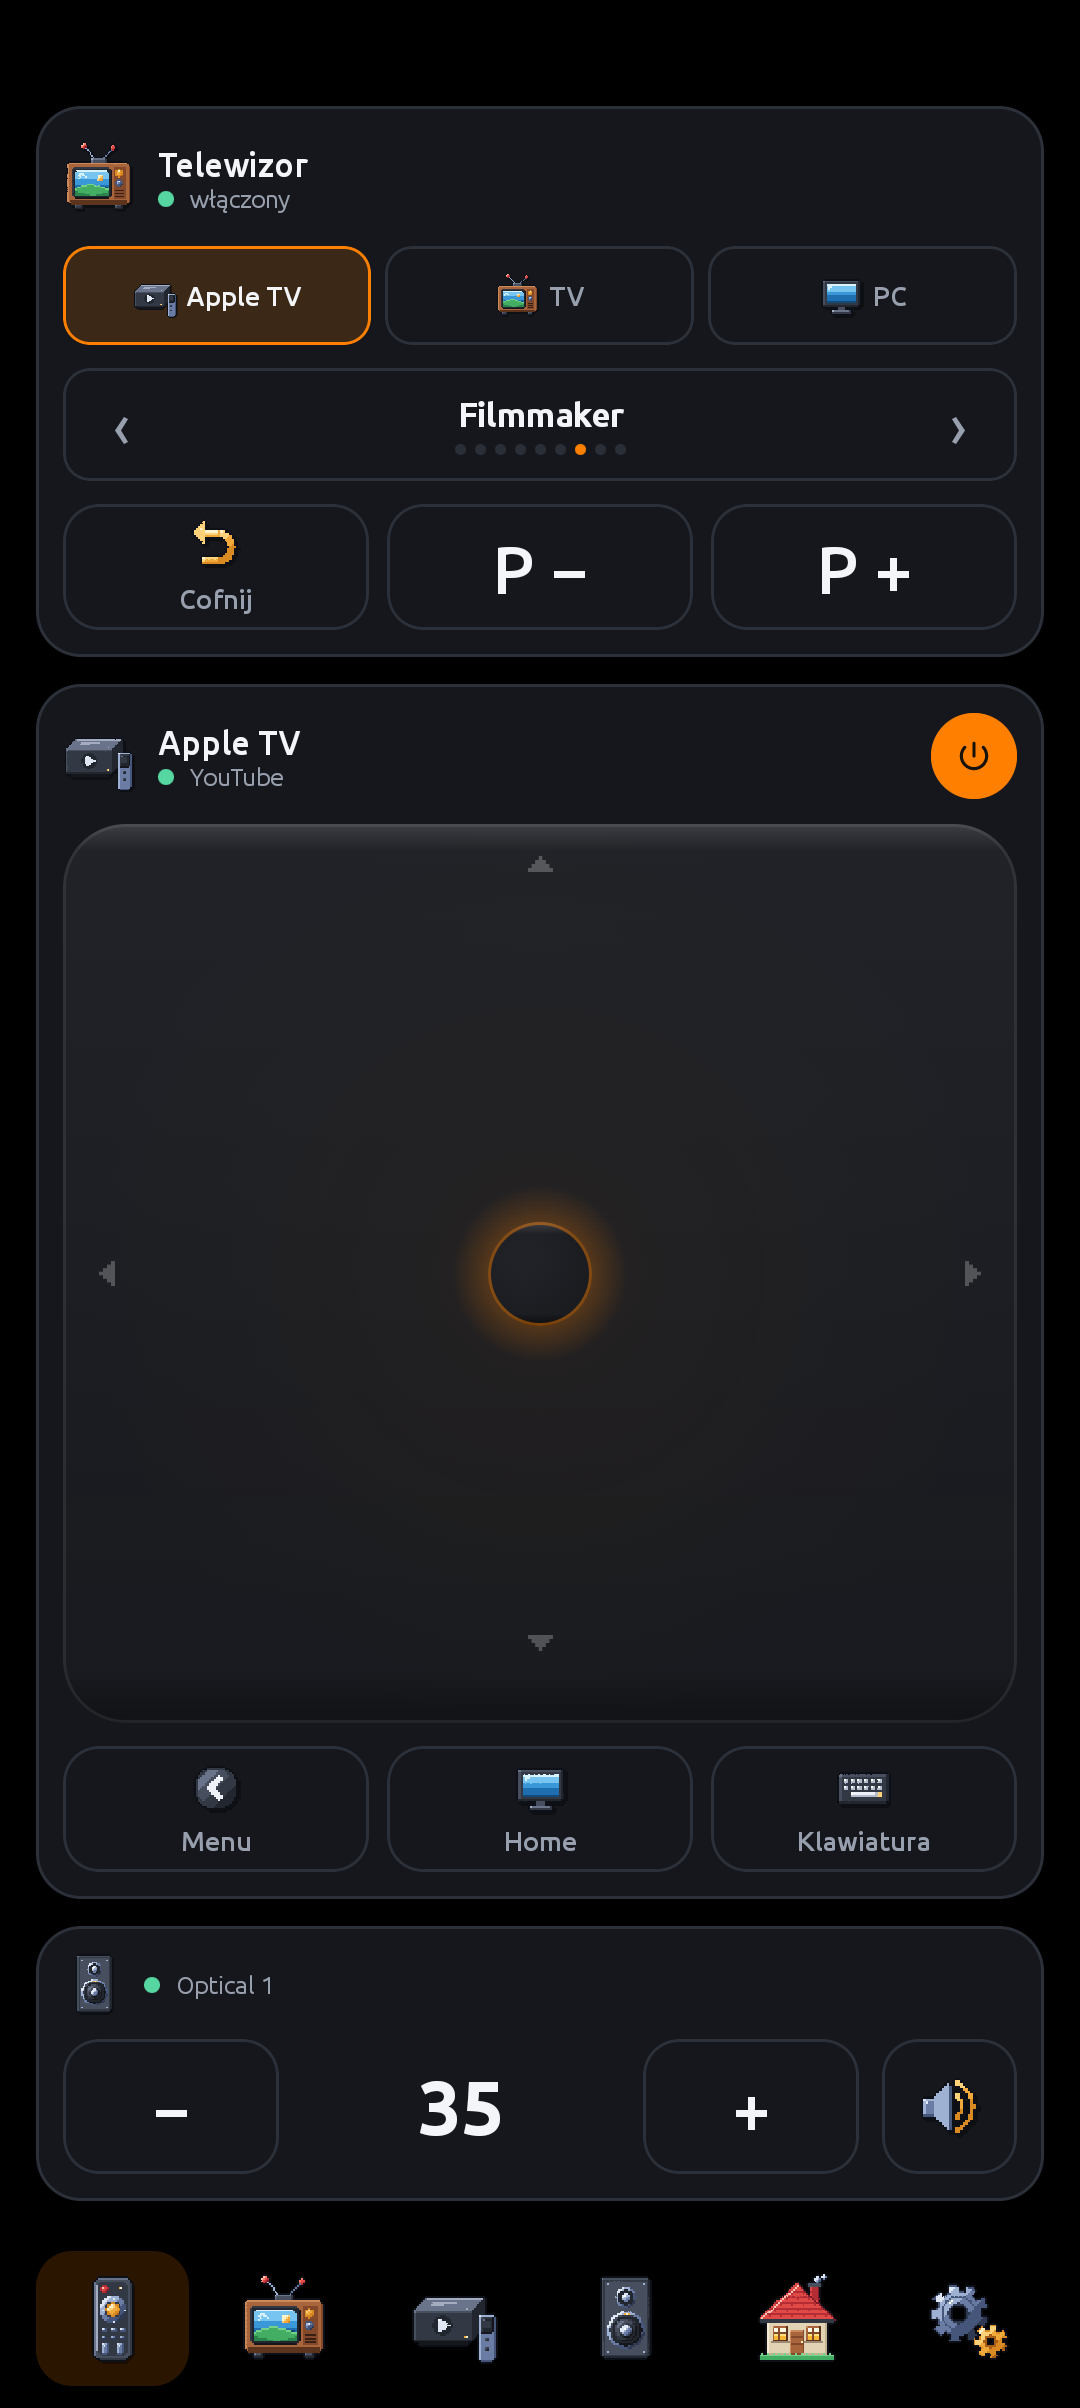 Telewizor
włączony
Apple TV
TV
PC
‹
Filmmaker
›
Cofnij
P −
P +
Apple TV
YouTube
Menu
Home
Klawiatura
Optical 1
−
35
+